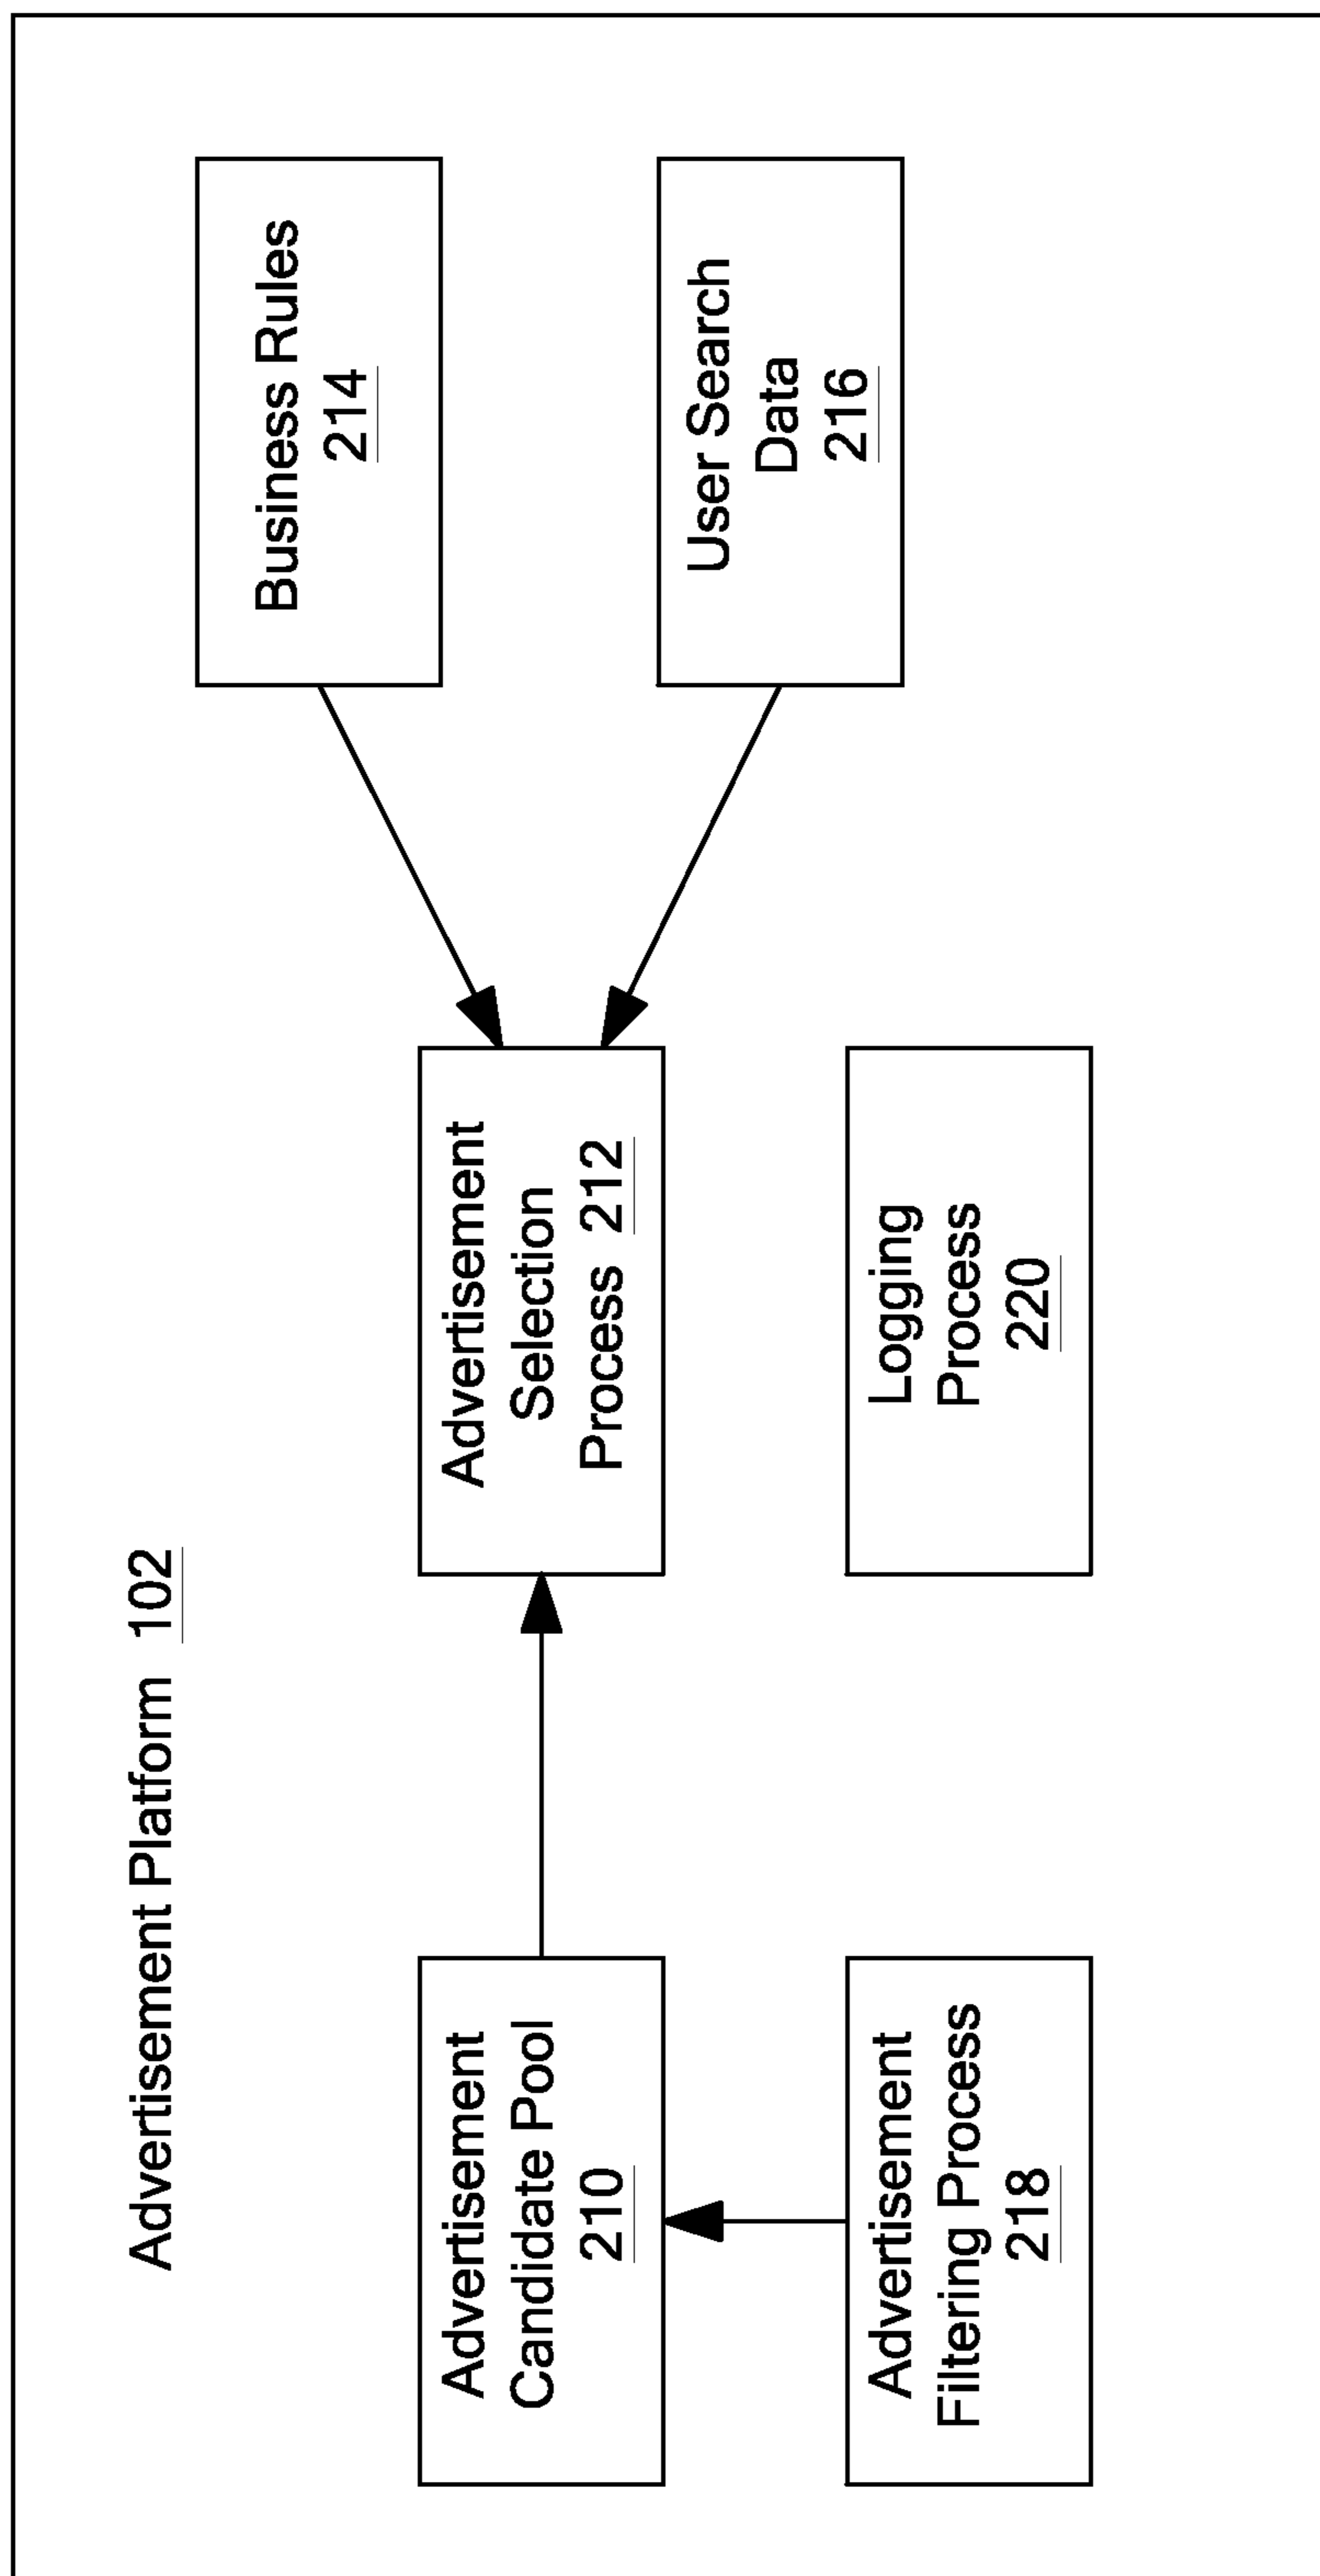 Advertisement Platform 102
Business Rules
214
Advertisement
Candidate Pool
210
Advertisement
Selection
Process 212
User Search
Data
216
Advertisement
Filtering Process
218
Logging
Process
220